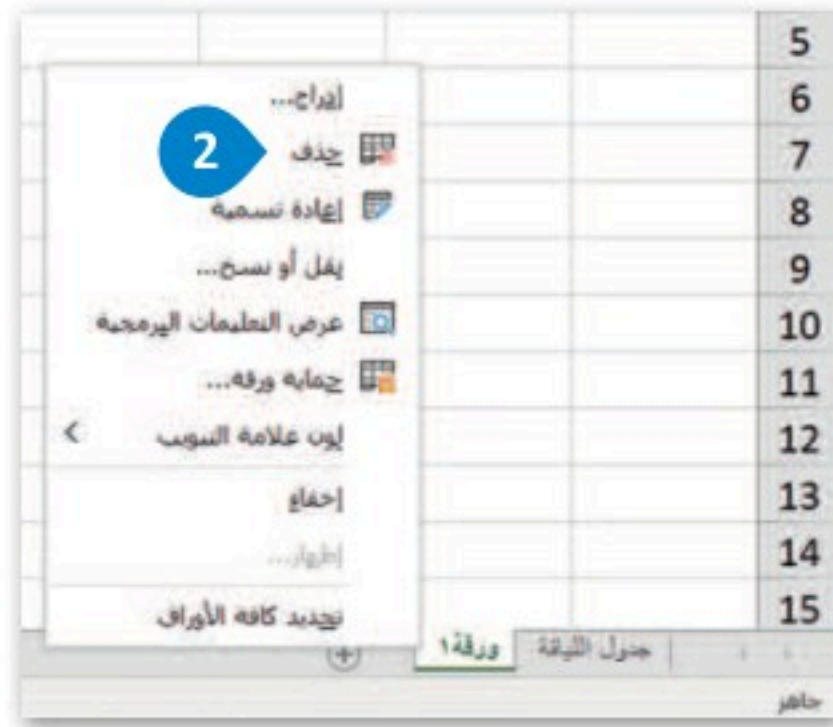 5
6
7
8
9
10
11
12
13
14
15
إدراج...
2
حذف
إعادة تسمية
نقل أو نسخ...
عرض التعليمات البرمجية
حماية ورقة...
لون علامة التبويب
إخفاء
إظهار...
تحديد كافة الأوراق
جدول اللياقة
ورقة١
جاهز